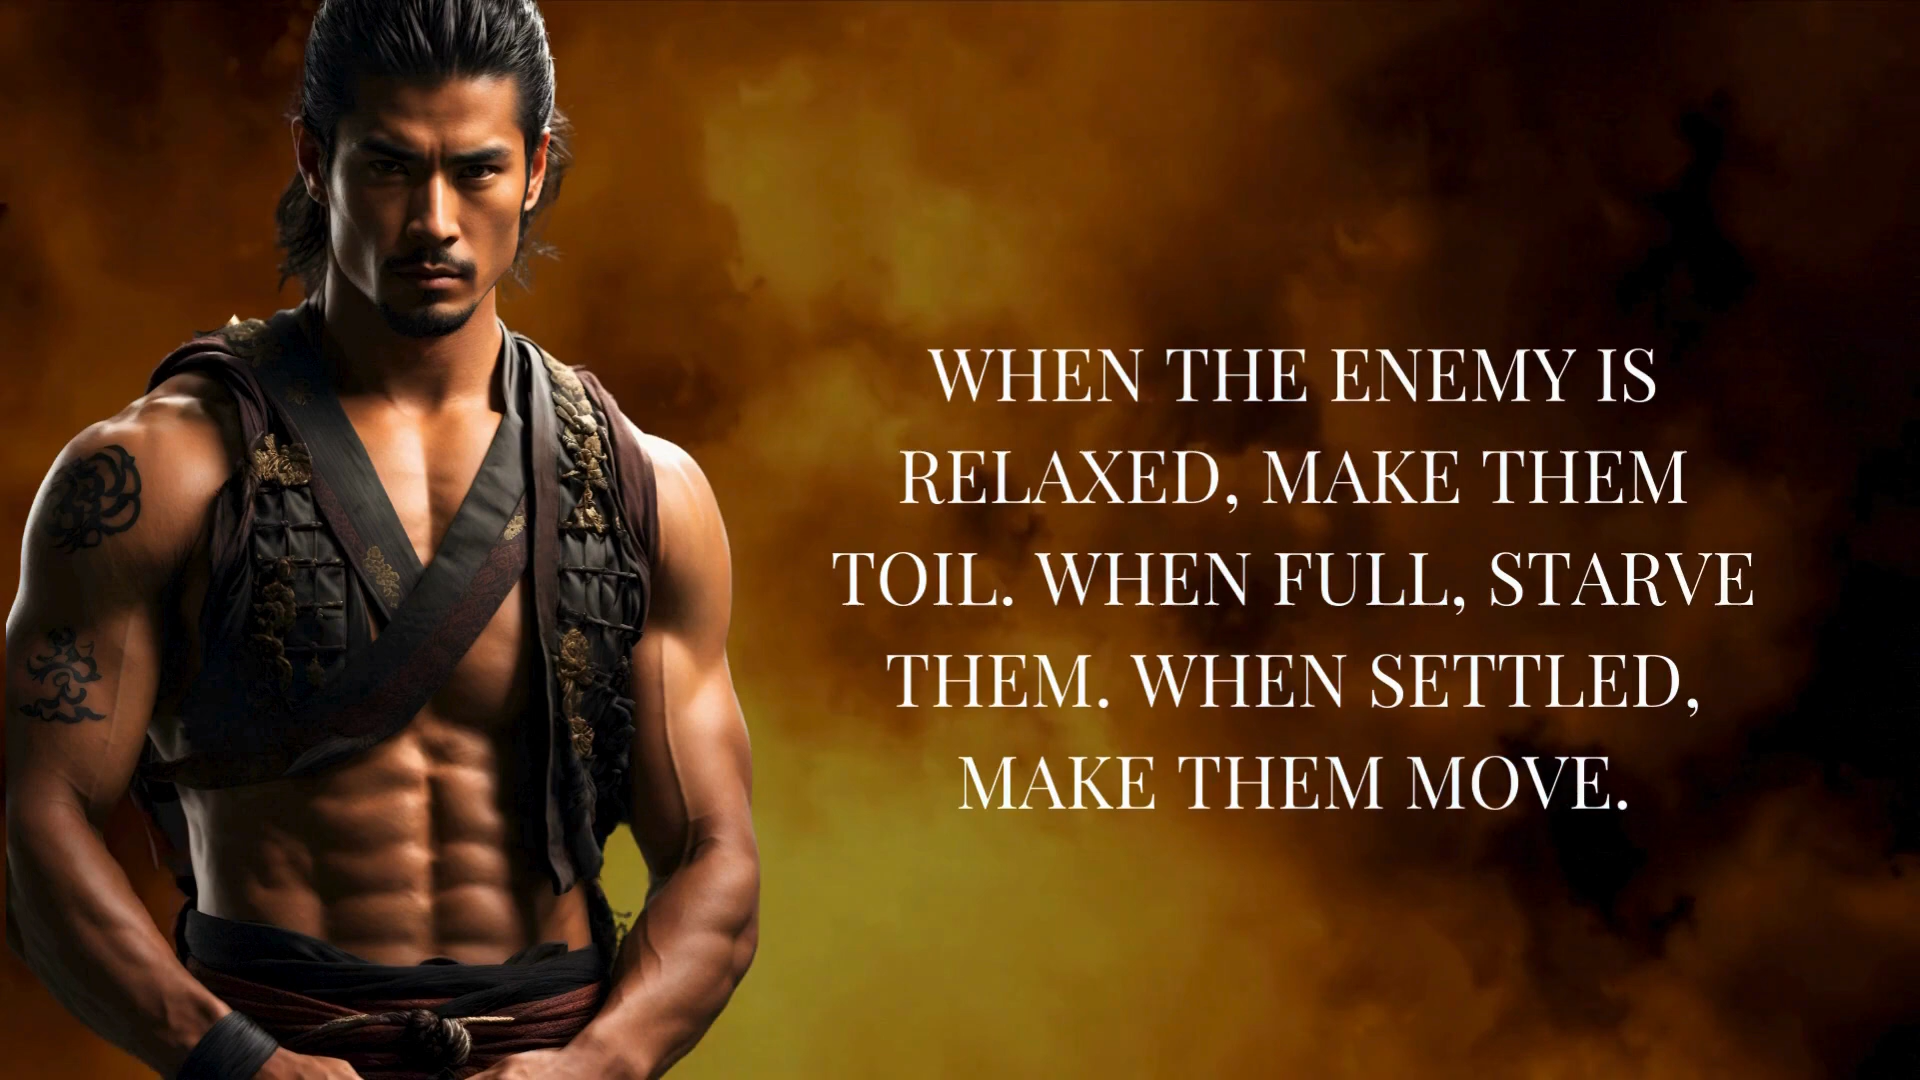 WHEN THE ENEMY IS
RELAXED, MAKE THEM
TOIL. WHEN FULL, STARVE
THEM. WHEN SETTLED,
MAKE THEM MOVE.